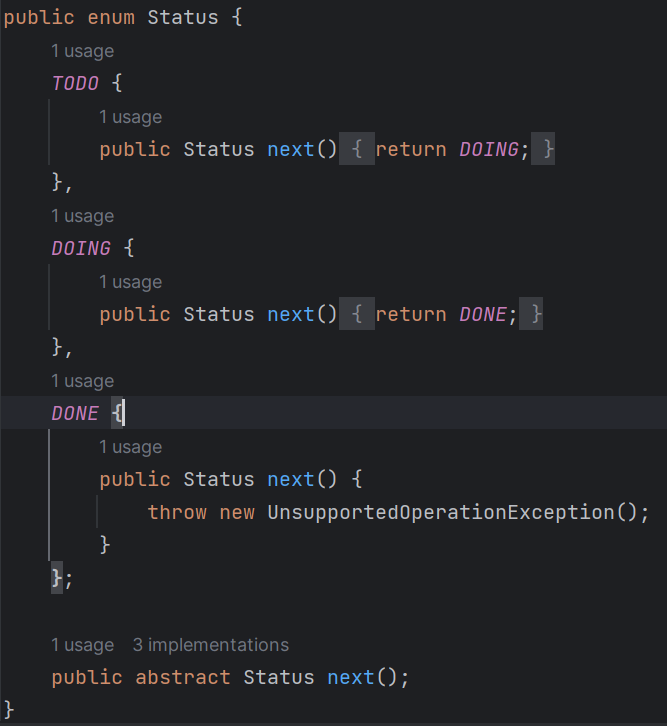 public enum Status {
1 usage
TODO {
1 usage
public Status next() { return DOING; }
},
1 usage
DOING {
1 usage
public Status next() { return DONE; }
},
1 usage
DONE {
1 usage
public Status next() {
throw new UnsupportedOperationException();
}
};
1 usage 3 implementations
public abstract Status next();
}